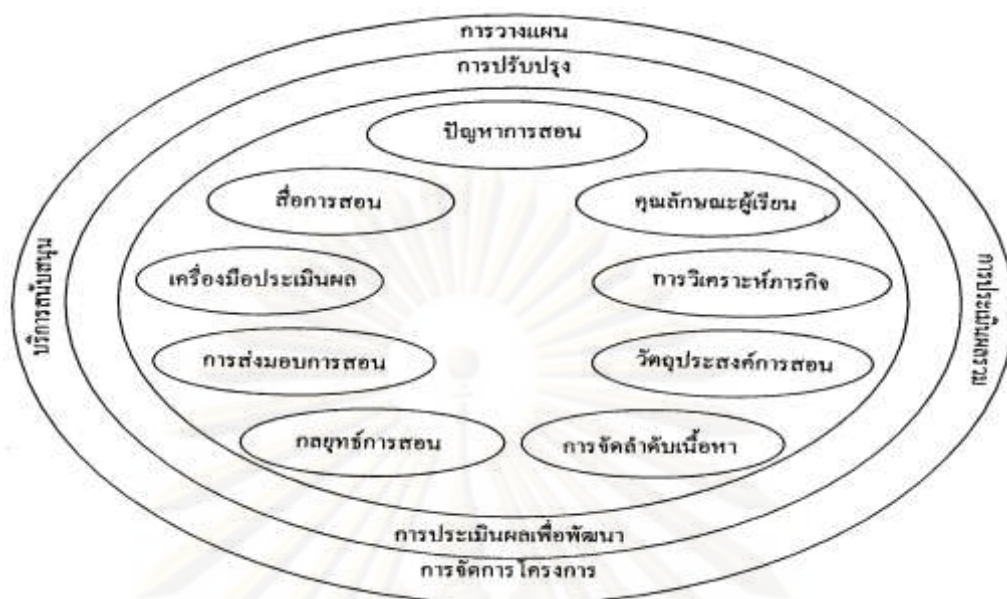 การวางแผน
การปรับปรุง
ปัญหาการสอน
สื่อการสอน
คุณลักษณะผู้เรียน
บริการสนับสนุน
เครื่องมือประเมินผล
การวิเคราะห์ภารกิจ
การประเมินผลรวม
การส่งมอบการสอน
วัตถุประสงค์การสอน
กลยุทธ์การสอน
การจัดลำดับเนื้อหา
การประเมินผลเพื่อพัฒนา
การจัดการโครงการ